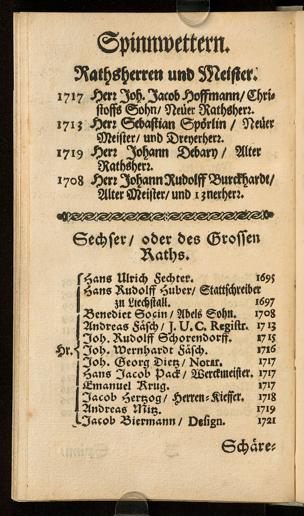 Spinnwettern.
Rathsherren und Meister.
1717 Herr Joh. Jacob Hoffmann/ Chri-
stoffs Sohn/ Neuer Rathsherr.
1713 Herr Sebastian Spörlin/ Neuer
Meister/ und Dreyerherr.
1719 Herr Johann Debary/ Alter
Rathsherr.
1708 Herr Johann Rudolff Burckhardt/
Alter Meister/ und 13nerherr.
Sechser/ oder des Grossen
Raths.
Hans Ulrich Fechter. 1695
Hans Rudolff Huber/ Stattschreiber
zu Liechstall. 1697
Benedict Socin/ Abels Sohn. 1708
Andreas Fäsch/ J. U. C. Registr. 1713
Joh. Rudolff Schorendorff. 1715
Hr. Joh. Wernhardt Fäsch. 1716
Joh. Georg Dietz/ Notar. 1717
Hans Jacob Pack/ Werckmeister. 1717
Emanuel Krug. 1717
Jacob Hertzog/ Herren-Kieffer. 1718
Andreas Mitz. 1719
Jacob Biermann/ Design. 1721
Schäre-